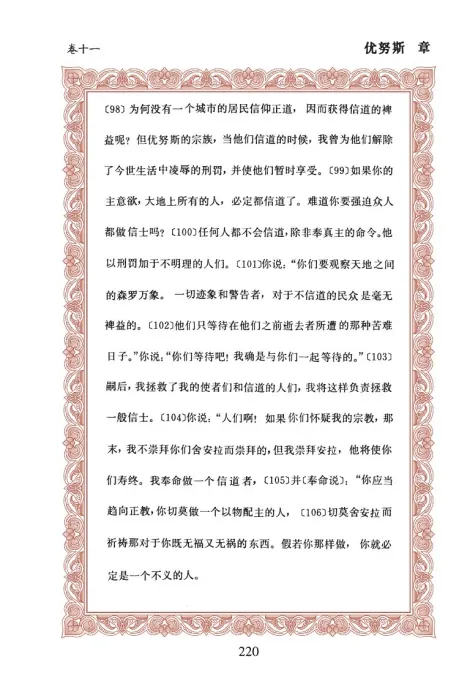 卷十一
优努斯 章
〔98〕为何没有一个城市的居民信仰正道，因而获得信道的裨
益呢？但优努斯的宗族，当他们信道的时候，我曾为他们解除
了今世生活中凌辱的刑罚，并使他们暂时享受。〔99〕如果你的
主意欲，大地上所有的人，必定都信道了。难道你要强迫众人
都做信士吗？〔100〕任何人都不会信道，除非奉真主的命令。他
以刑罚加于不明理的人们。〔101〕你说：“你们要观察天地之间
的森罗万象。一切迹象和警告者，对于不信道的民众是毫无
裨益的。〔102〕他们只等待在他们之前逝去者所遭的那种苦难
日子。”你说：“你们等待吧！我确是与你们一起等待的。”〔103〕
嗣后，我拯救了我的使者们和信道的人们，我将这样负责拯救
一般信士。〔104〕你说：“人们啊！如果你们怀疑我的宗教，那
末，我不崇拜你们舍安拉而崇拜的，但我崇拜安拉，他将使你
们寿终。我奉命做一个信道者，〔105〕并〔奉命说〕：“你应当
趋向正教，你切莫做一个以物配主的人，〔106〕切莫舍安拉而
祈祷那对于你既无福又无祸的东西。假若你那样做，你就必
定是一个不义的人。
220